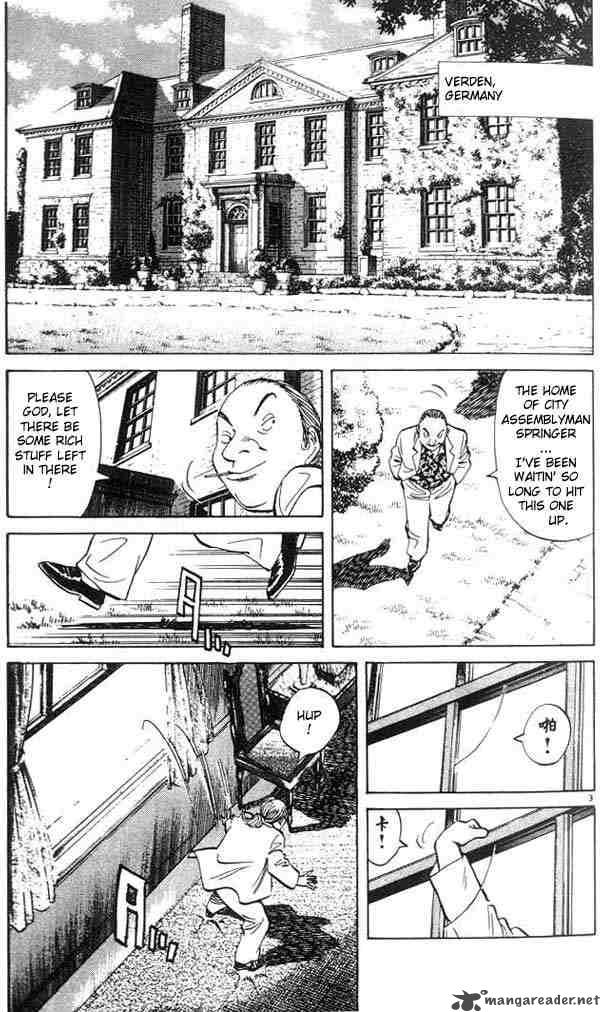 VERDEN,
GERMANY
THE HOME
OF CITY
ASSEMBLYMAN
SPRINGER
...
I'VE BEEN
WAITIN' SO
LONG TO HIT
THIS ONE
UP.
PLEASE
GOD, LET
THERE BE
SOME RICH
STUFF LEFT
IN THERE
!
啪
!
3
卡
!
HUP
!
mangareader.net